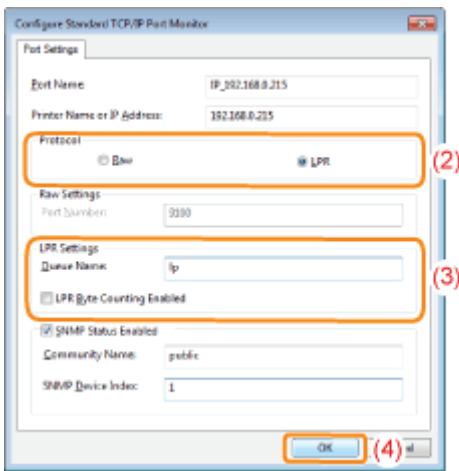 Configure Standard TCP/IP Port Monitor
Port Settings
Port Name: IP_192.168.0.215
Printer Name or IP Address: 192.168.0.215
Protocol
Raw LPR
(2)
Raw Settings
Port Number: 9100
LPR Settings
Queue Name: lp
(3)
LPR Byte Counting Enabled
SNMP Status Enabled
Community Name: public
SNMP Device Index: 1
OK (4)